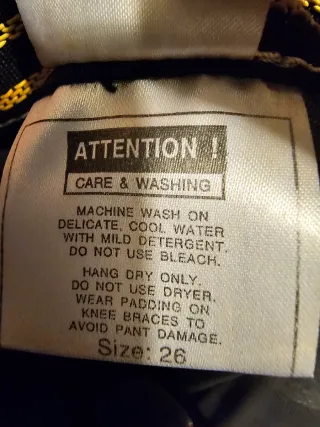 ATTENTION !
CARE & WASHING
MACHINE WASH ON
DELICATE, COOL WATER
WITH MILD DETERGENT.
DO NOT USE BLEACH.
HANG DRY ONLY.
DO NOT USE DRYER.
WEAR PADDING ON
KNEE BRACES TO
AVOID PANT DAMAGE.
Size: 26